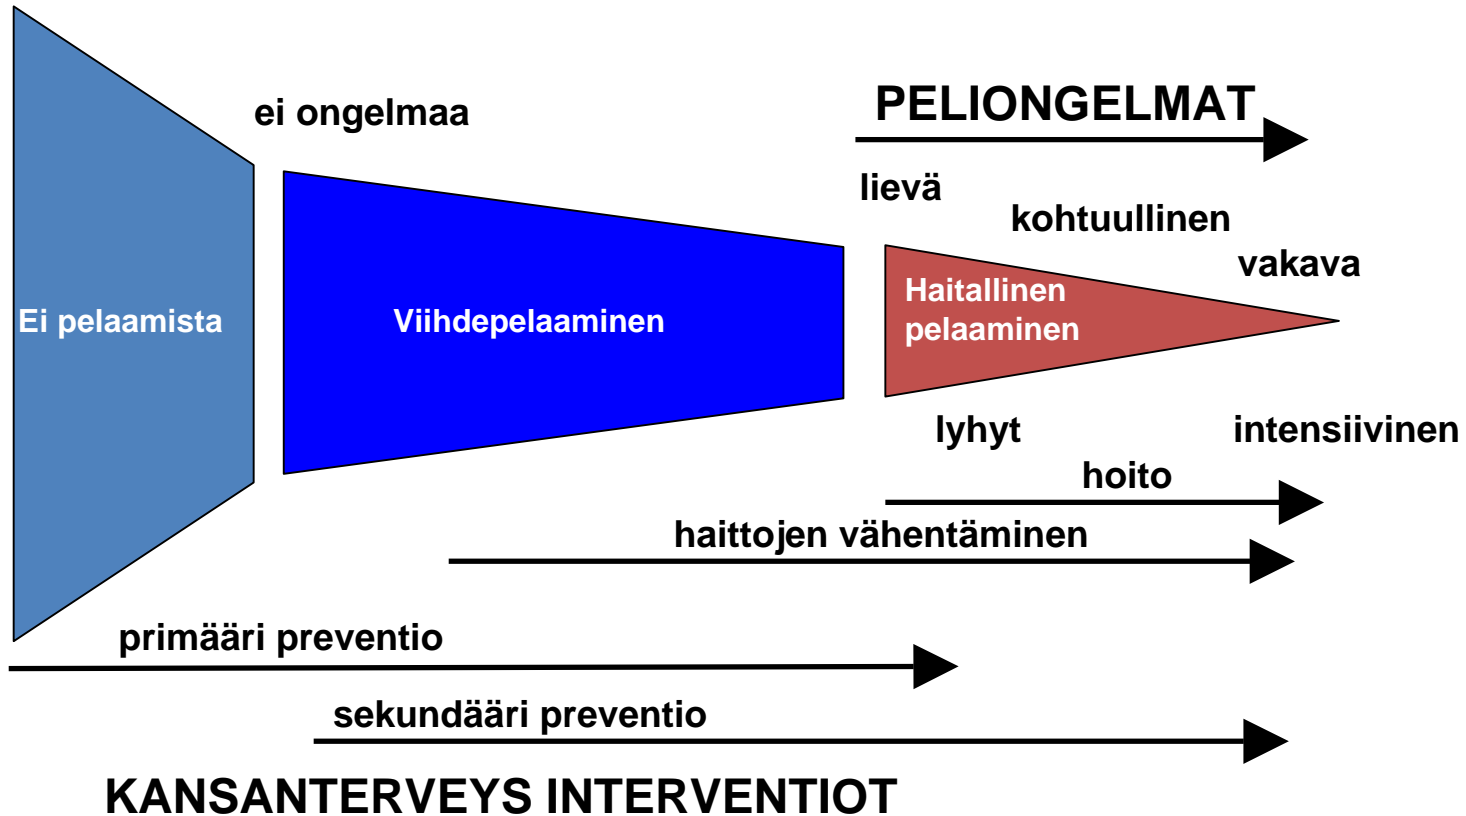 PELIONGELMAT
ei ongelmaa
lievä
kohtuullinen
vakava
Ei pelaamista
Viihdepelaaminen
Haitallinen
pelaaminen
lyhyt
intensiivinen
hoito
haittojen vähentäminen
primääri preventio
sekundääri preventio
KANSANTERVEYS INTERVENTIOT